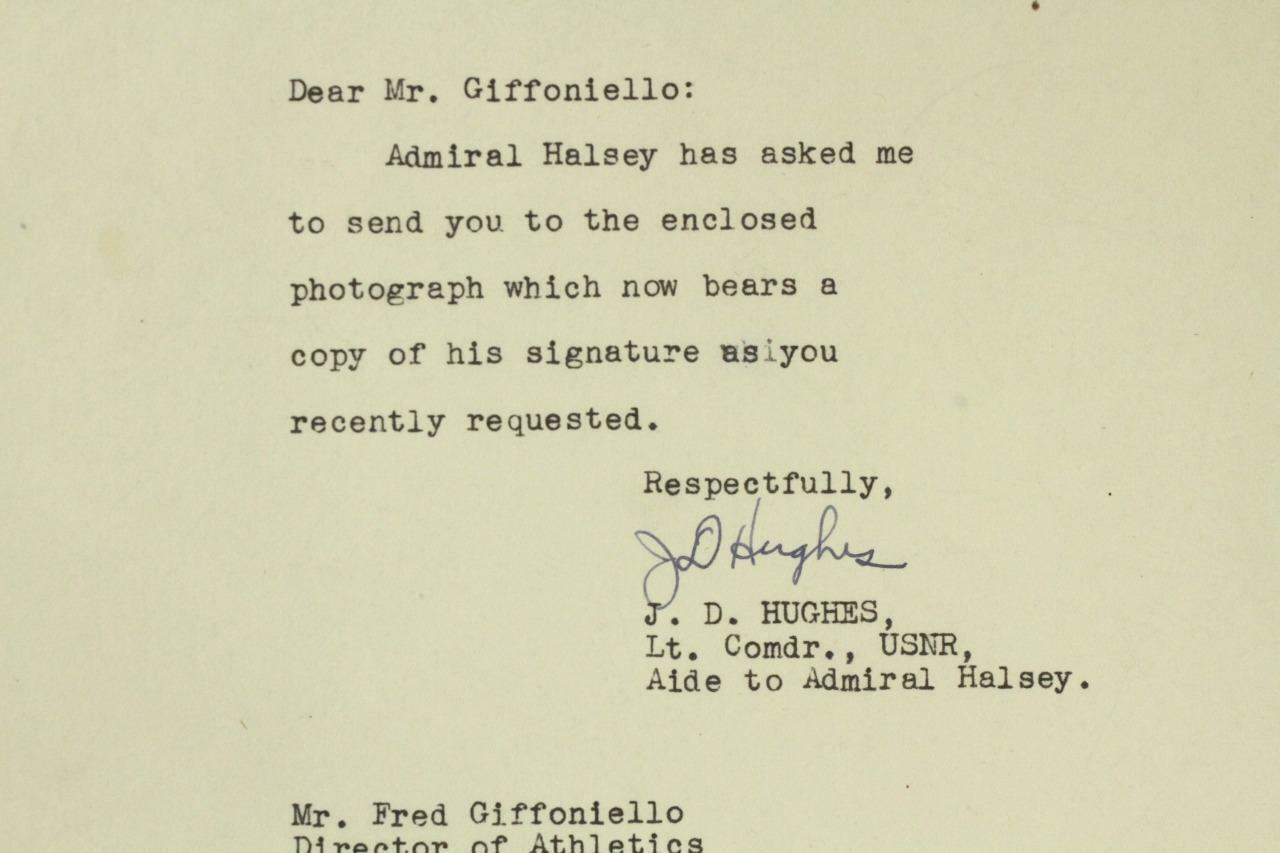 Dear Mr. Giffoniello:
Admiral Halsey has asked me
to send you to the enclosed
photograph which now bears a
copy of his signature as you
recently requested.
Respectfully,
J D Hughes
J. D. HUGHES,
Lt. Comdr., USNR,
Aide to Admiral Halsey.
Mr. Fred Giffoniello
Director of Athletics